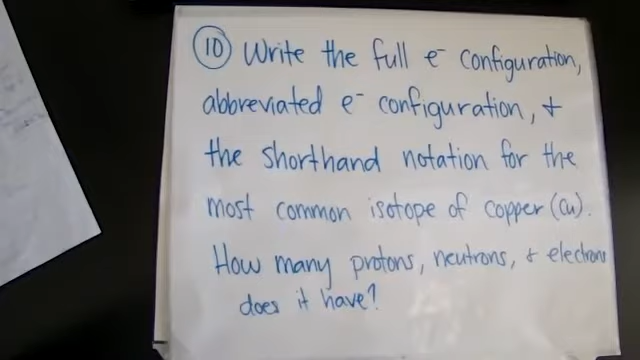 10 Write the full e⁻ configuration,
abbreviated e⁻ configuration, &
the shorthand notation for the
most common isotope of copper (Cu).
How many protons, neutrons, & electrons
does it have?